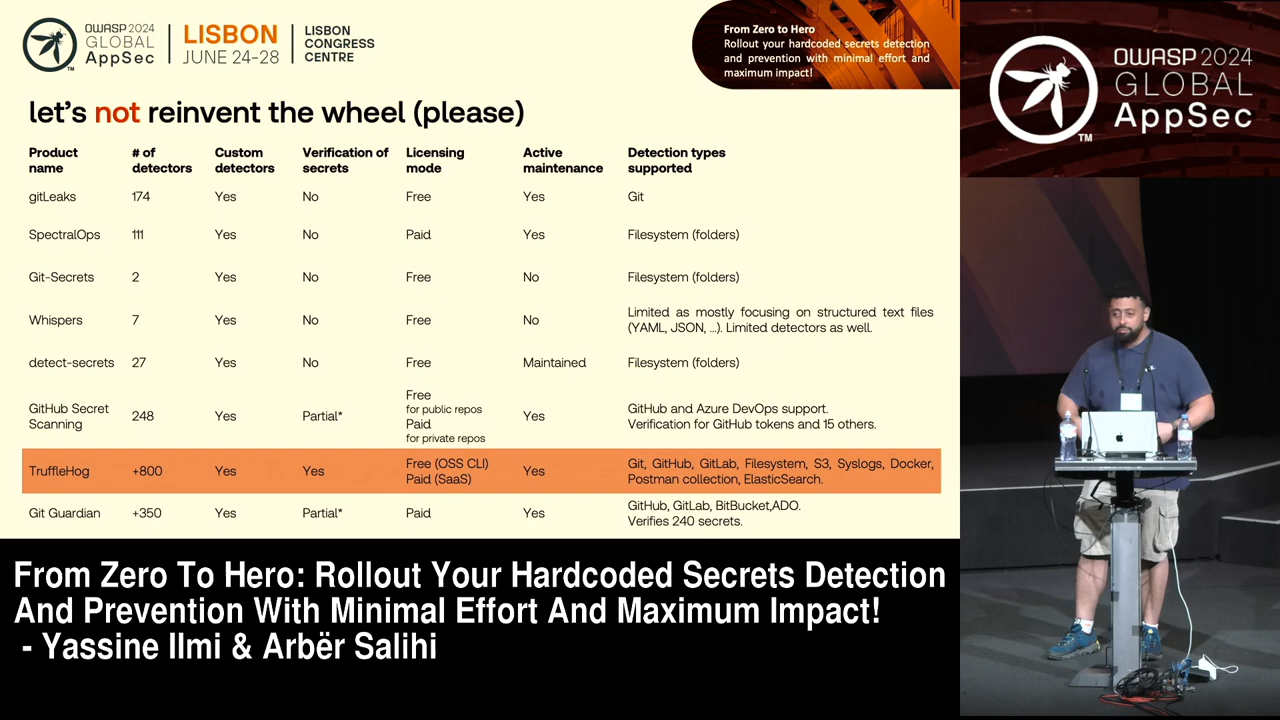 OWASP 2024
GLOBAL
AppSec
TM
LISBON
JUNE 24-28
LISBON
CONGRESS
CENTRE
From Zero to Hero
Rollout your hardcoded secrets detection
and prevention with minimal effort and
maximum impact!
OWASP 2024
GLOBAL
AppSec
TM
let's not reinvent the wheel (please)
Product name # of detectors Custom detectors Verification of secrets Licensing mode Active maintenance Detection types supported
gitLeaks 174 Yes No Free Yes Git
SpectralOps 111 Yes No Paid Yes Filesystem (folders)
Git-Secrets 2 Yes No Free No Filesystem (folders)
Whispers 7 Yes No Free No Limited as mostly focusing on structured text files
(YAML, JSON, ...). Limited detectors as well.
detect-secrets 27 Yes No Free Maintained Filesystem (folders)
GitHub Secret Scanning 248 Yes Partial* Free for public repos Paid for private repos Yes GitHub and Azure DevOps support.
Verification for GitHub tokens and 15 others.
TruffleHog +800 Yes Yes Free (OSS CLI) Paid (SaaS) Yes Git, GitHub, GitLab, Filesystem, S3, Syslogs, Docker,
Postman collection, ElasticSearch.
Git Guardian +350 Yes Partial* Paid Yes GitHub, GitLab, BitBucket,ADO.
Verifies 240 secrets.
From Zero To Hero: Rollout Your Hardcoded Secrets Detection
And Prevention With Minimal Effort And Maximum Impact!
- Yassine Ilmi & Arbër Salihi